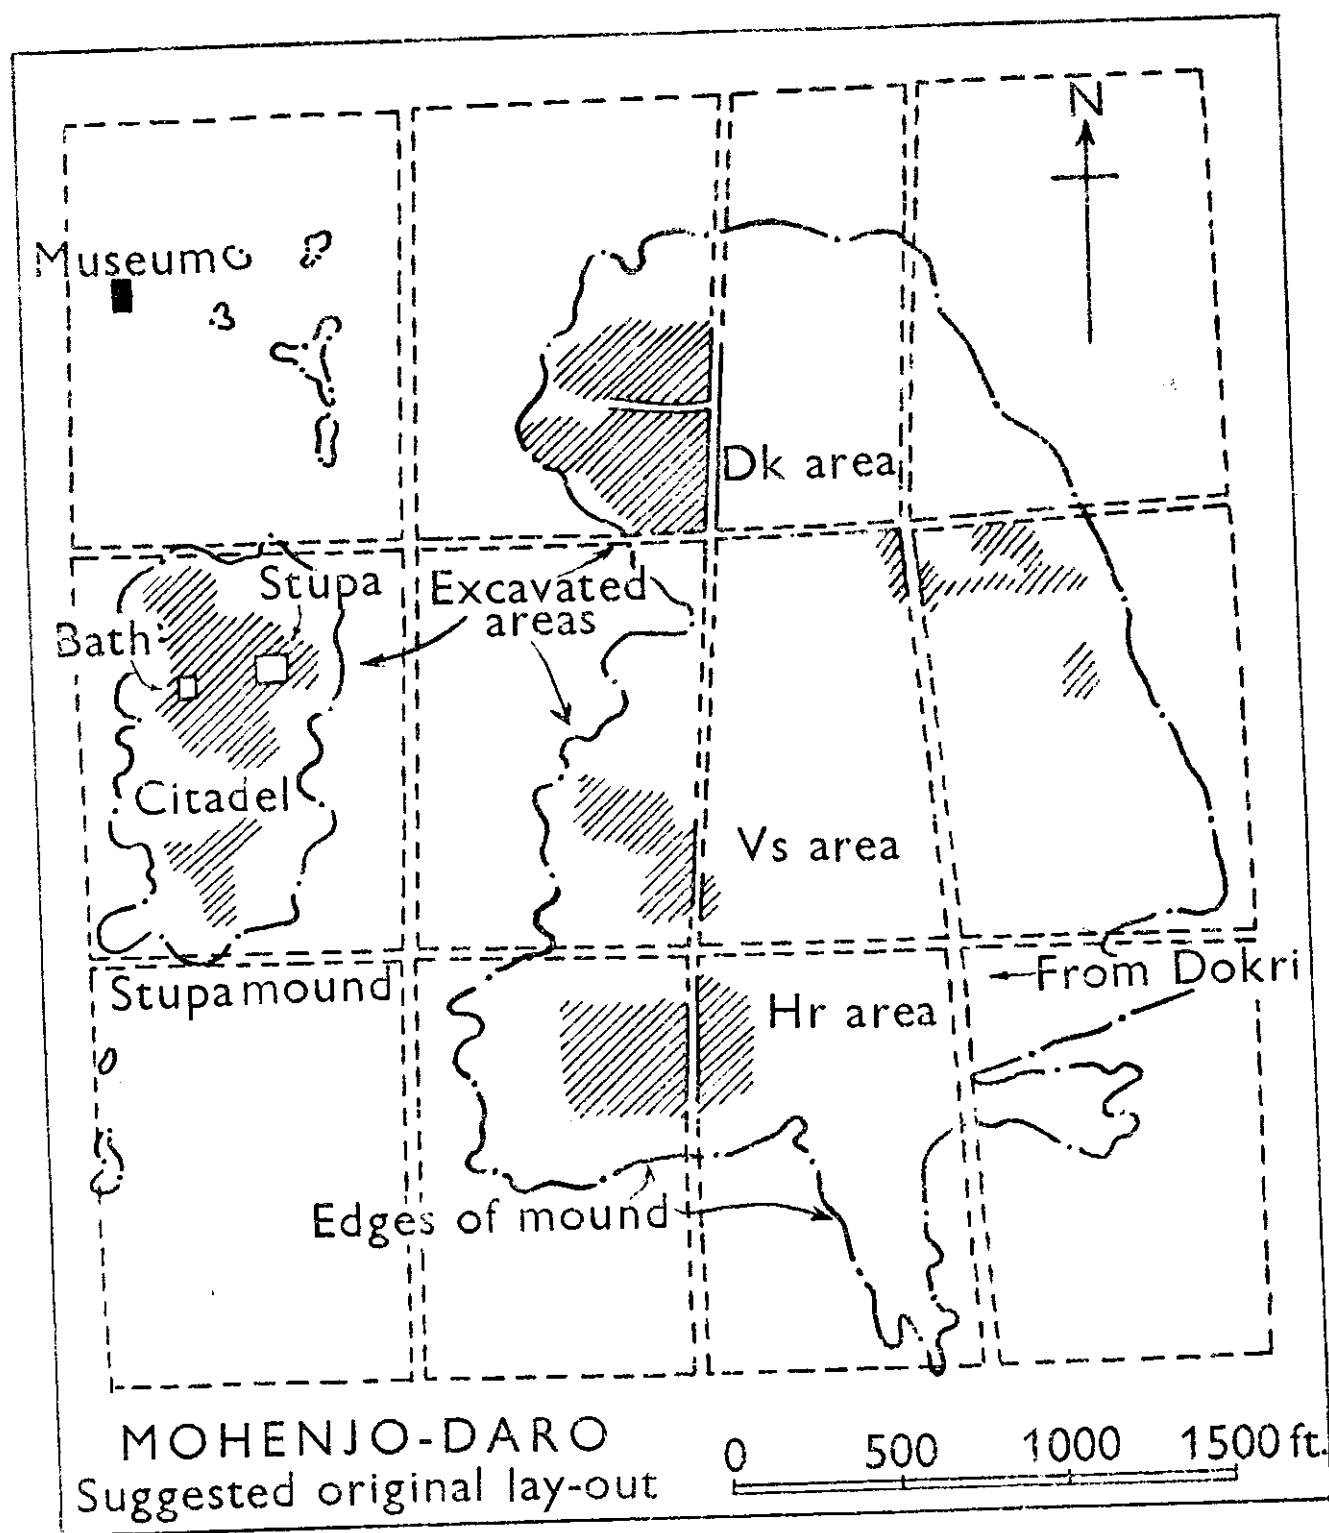 N
Museum
Dk area
Stupa
Excavated
areas
Bath
Citadel
Vs area
Stupa mound
From Dokri
Hr area
Edges of mound
MOHENJO-DARO
Suggested original lay-out
0 500 1000 1500 ft.